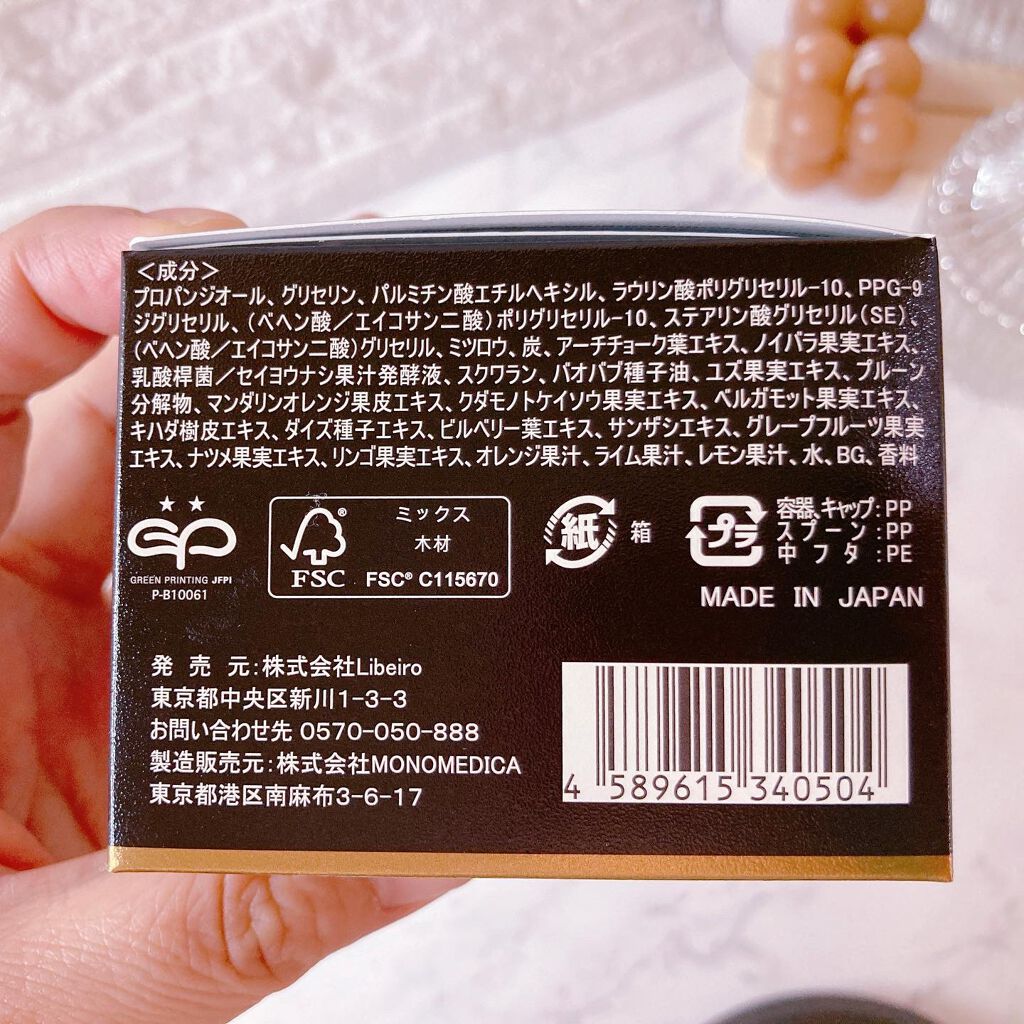 ＜成分＞
プロパンジオール、グリセリン、パルミチン酸エチルヘキシル、ラウリン酸ポリグリセリル-10、PPG-9
ジグリセリル、(ベヘン酸／エイコサン二酸)ポリグリセリル-10、ステアリン酸グリセリル(SE)、
(ベヘン酸／エイコサン二酸)グリセリル、ミツロウ、炭、アーチチョーク葉エキス、ノイバラ果実エキス、
乳酸桿菌／セイヨウナシ果汁発酵液、スクワラン、バオバブ種子油、ユズ果実エキス、プルーン
分解物、マンダリンオレンジ果皮エキス、クダモノトケイソウ果実エキス、ベルガモット果実エキス、
キハダ樹皮エキス、ダイズ種子エキス、ビルベリー葉エキス、サンザシエキス、グレープフルーツ果実
エキス、ナツメ果実エキス、リンゴ果実エキス、オレンジ果汁、ライム果汁、レモン果汁、水、BG、香料
GREEN PRINTING JFPI
P-B10061
FSC®
ミックス
木材
FSC® C115670
紙
箱
プラ
容器、キャップ:PP
スプーン:PP
中フタ:PE
MADE IN JAPAN
発売元:株式会社Libeiro
東京都中央区新川1-3-3
お問い合わせ先 0570-050-888
製造販売元:株式会社MONOMEDICA
東京都港区南麻布3-6-17
4 589615 340504